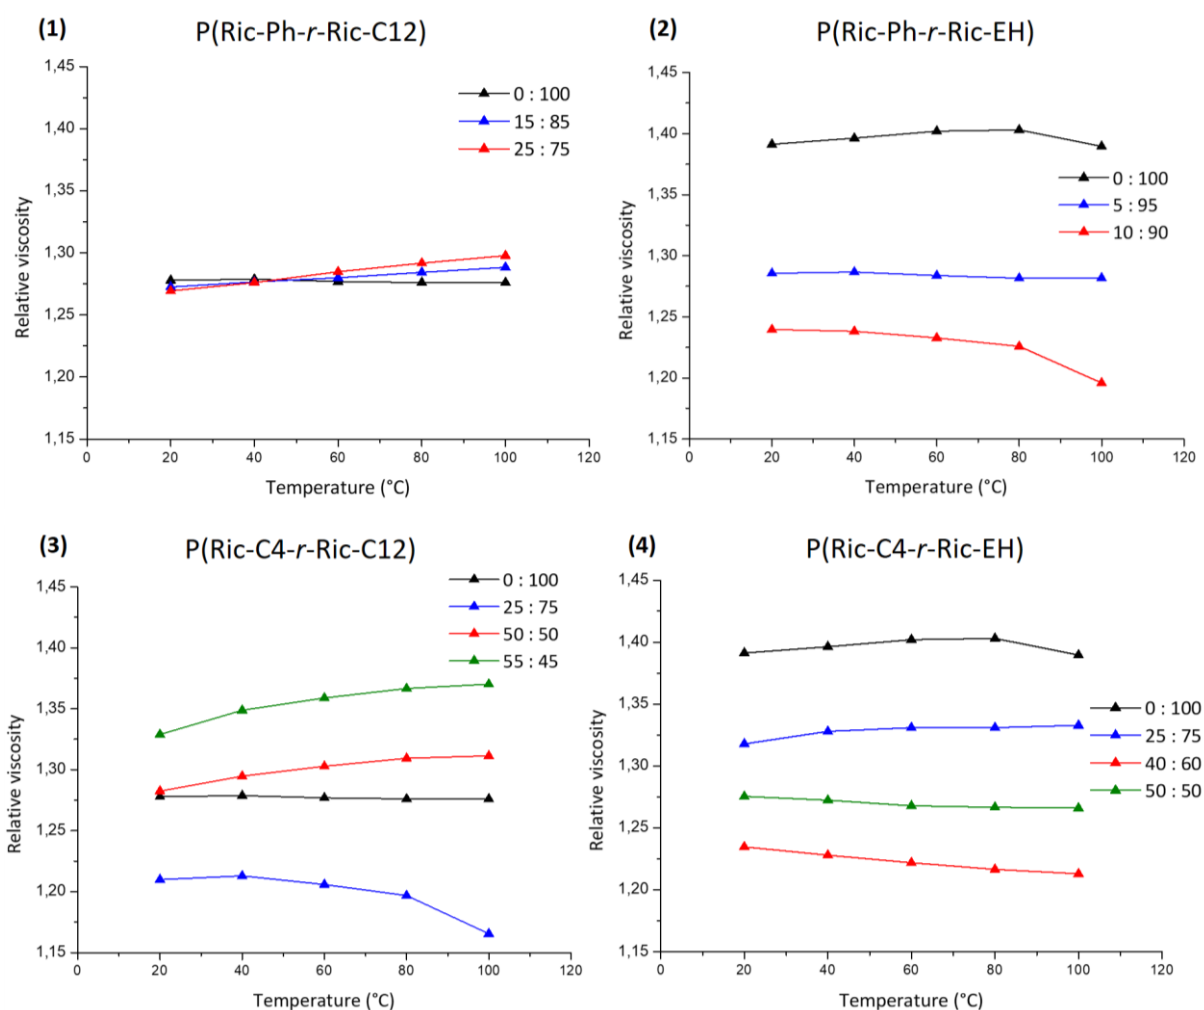 (1) P(Ric-Ph-r-Ric-C12)
1,45
1,40
1,35
1,30
1,25
1,20
1,15
Relative viscosity
0 : 100
15 : 85
25 : 75
0 20 40 60 80 100 120
Temperature (°C)
(2) P(Ric-Ph-r-Ric-EH)
1,45
1,40
1,35
1,30
1,25
1,20
1,15
Relative viscosity
0 : 100
5 : 95
10 : 90
0 20 40 60 80 100 120
Temperature (°C)
(3) P(Ric-C4-r-Ric-C12)
1,45
1,40
1,35
1,30
1,25
1,20
1,15
Relative viscosity
0 : 100
25 : 75
50 : 50
55 : 45
0 20 40 60 80 100 120
Temperature (°C)
(4) P(Ric-C4-r-Ric-EH)
1,45
1,40
1,35
1,30
1,25
1,20
1,15
Relative viscosity
0 : 100
25 : 75
40 : 60
50 : 50
0 20 40 60 80 100 120
Temperature (°C)